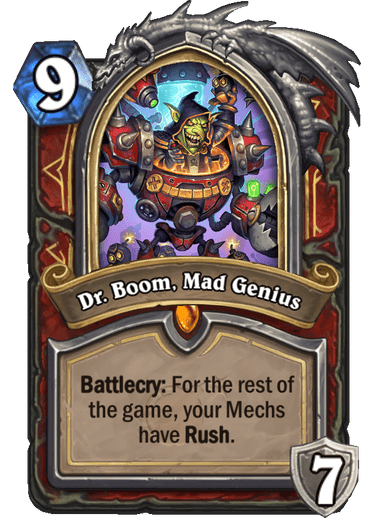 9
Dr. Boom, Mad Genius
Battlecry: For the rest of
the game, your Mechs
have Rush.
7